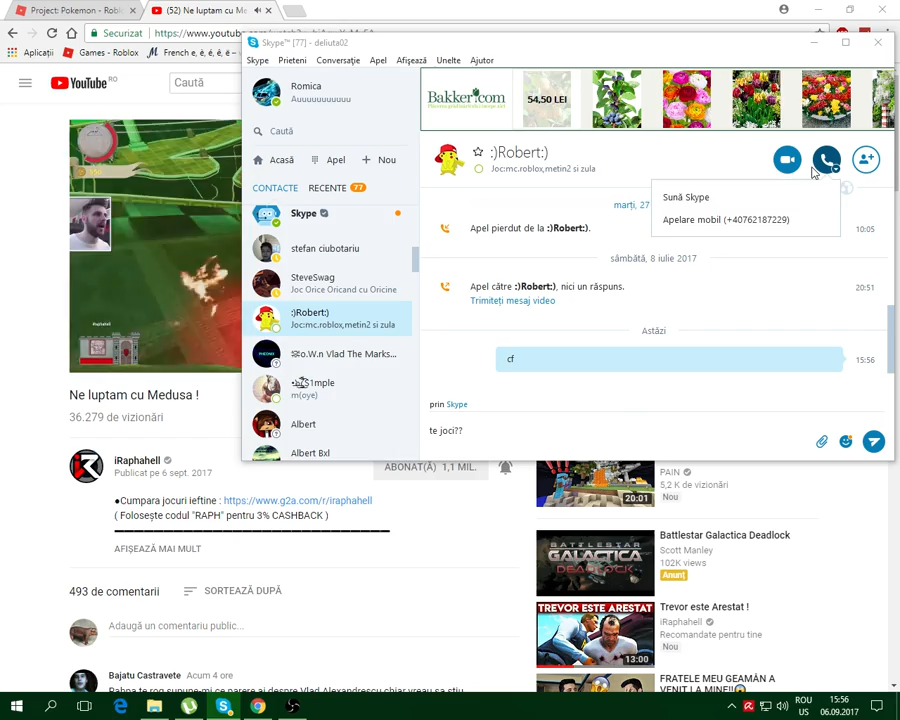 Project: Pokemon - Roblo
(52) Ne luptam cu Me
Securizat
https://www.youtube
Aplicații
Games - Roblox
French e, è, é, ê, ë –
YouTube
RO
Caută
Skype™ [77] - deliuta02
Skype Prieteni Conversație Apel Afișează Unelte Ajutor
Romica
Auuuuuuuuuu
Caută
Acasă
Apel
Nou
CONTACTE
RECENTE
77
Skype
stefan ciubotariu
SteveSwag
Joc Orice Oricand cu Oricine
:)Robert:)
Joc:mc.roblox,metin2 si zula
Albert
Albert Bxl
Bakker.com
54,50 LEI
:)Robert:)
Joc:mc.roblox,metin2 si zula
Sună Skype
Apelare mobil (+40762187229)
marți, 27
Apel pierdut de la :)Robert:).
10:05
sâmbătă, 8 iulie 2017
Apel către :)Robert:), nici un răspuns.
20:51
Trimiteți mesaj video
Astăzi
cf
15:56
prin Skype
te joci??
Ne luptam cu Medusa !
36.279 de vizionări
iRaphahell
Publicat pe 6 sept. 2017
ABONAT(Ă) 1,1 MIL.
●Cumpara jocuri ieftine : https://www.g2a.com/r/iraphahell
( Folosește codul "RAPH" pentru 3% CASHBACK )
AFIȘEAZĂ MAI MULT
493 de comentarii
SORTEAZĂ DUPĂ
Adaugă un comentariu public...
Bajatu Castravete Acum 4 ore
PAIN
5,2 K de vizionări
Nou
20:01
Battlestar Galactica Deadlock
Scott Manley
102K views
Anunț
BATTLESTAR
GALACTICA
DEADLOCK
Trevor este Arestat !
iRaphahell
Recomandate pentru tine
Nou
TREVOR ESTE ARESTAT
13:00
FRATELE MEU GEAMĂN A
VENIT LA MINE!!
ROU
US
15:56
06.09.2017